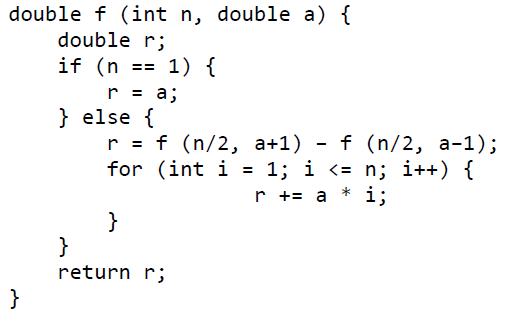 double f (int n, double a) {
    double r;
    if (n == 1) {
        r = a;
    } else {
        r = f (n/2, a+1) – f (n/2, a–1);
        for (int i = 1; i <= n; i++) {
                    r += a * i;
        }
    }
    return r;
}